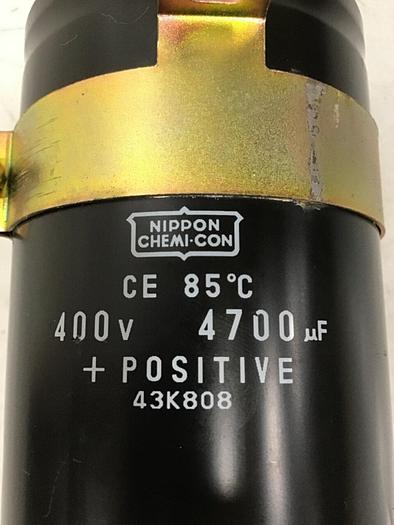 NIPPON
CHEMI-CON
CE 85°C
400V 4700µF
+ POSITIVE
43K808